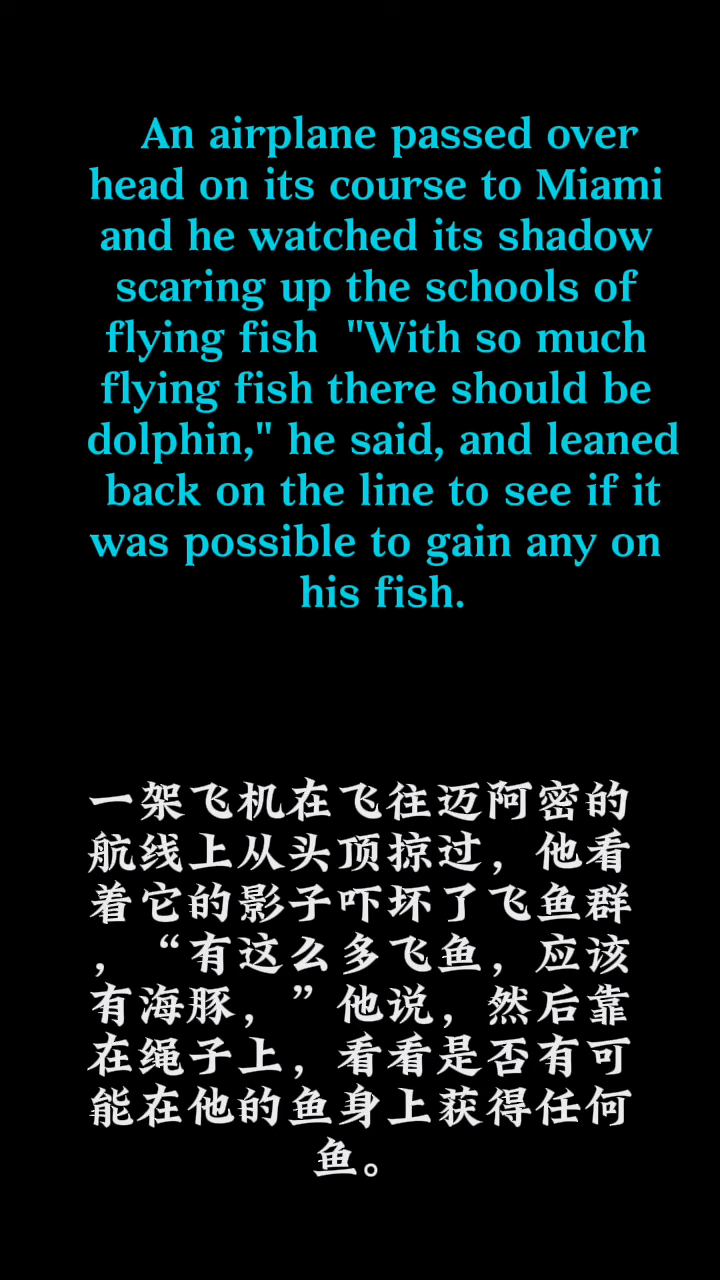 An airplane passed over
head on its course to Miami
and he watched its shadow
scaring up the schools of
flying fish  "With so much
flying fish there should be
dolphin," he said, and leaned
back on the line to see if it
was possible to gain any on
his fish.
一架飞机在飞往迈阿密的
航线上从头顶掠过，他看
着它的影子吓坏了飞鱼群
，“有这么多飞鱼，应该
有海豚，”他说，然后靠
在绳子上，看看是否有可
能在他的鱼身上获得任何
鱼。